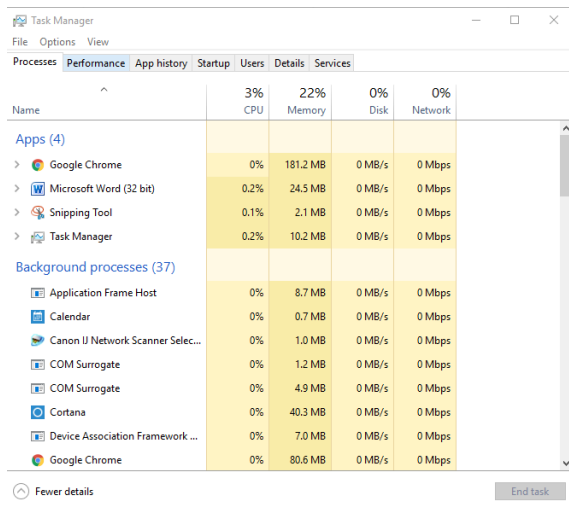 Task Manager
File Options View
Processes Performance App history Startup Users Details Services
3% 22% 0% 0%
Name CPU Memory Disk Network
Apps (4)
Google Chrome 0% 181.2 MB 0 MB/s 0 Mbps
Microsoft Word (32 bit) 0.2% 24.5 MB 0 MB/s 0 Mbps
Snipping Tool 0.1% 2.1 MB 0 MB/s 0 Mbps
Task Manager 0.2% 10.2 MB 0 MB/s 0 Mbps
Background processes (37)
Application Frame Host 0% 8.7 MB 0 MB/s 0 Mbps
Calendar 0% 0.7 MB 0 MB/s 0 Mbps
Canon IJ Network Scanner Selec... 0% 1.0 MB 0 MB/s 0 Mbps
COM Surrogate 0% 1.2 MB 0 MB/s 0 Mbps
COM Surrogate 0% 4.9 MB 0 MB/s 0 Mbps
Cortana 0% 40.3 MB 0 MB/s 0 Mbps
Device Association Framework ... 0% 7.0 MB 0 MB/s 0 Mbps
Google Chrome 0% 80.6 MB 0 MB/s 0 Mbps
Fewer details End task